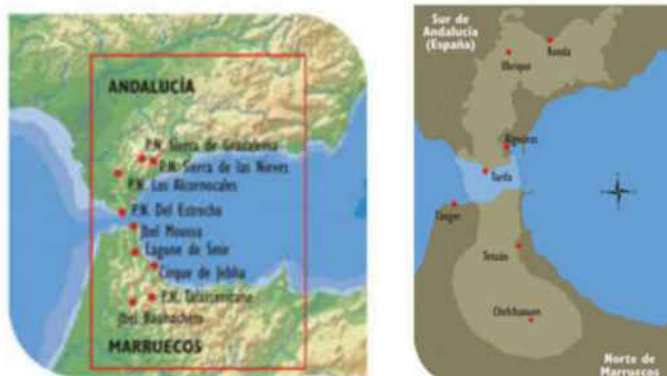 ANDALUCÍA
P.N. Sierra de Grazalema
P.N. Sierra de las Nieves
P.N. Los Alcornocales
P.N. Del Estrecho
Jbel Moussa
Lagune de Smir
Cirque de Jebha
P.N. Talassemtane
Jbel Bouhachem
MARRUECOS
Sur de
Andalucía
(España)
Ronda
Ubrique
Algeciras
Tarifa
Tánger
Tetuán
Chefchaouen
Norte de
Marruecos